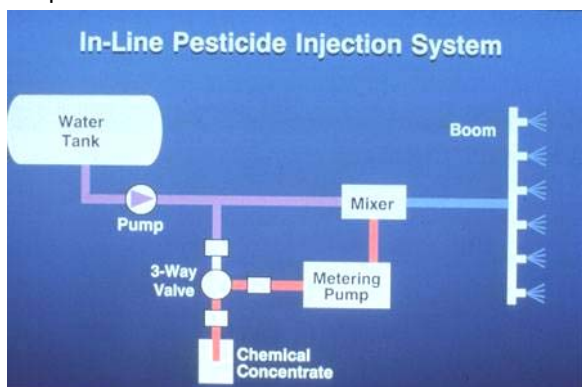 In-Line Pesticide Injection System
Water
Tank
Boom
Mixer
Pump
3-Way
Valve
Metering
Pump
Chemical
Concentrate